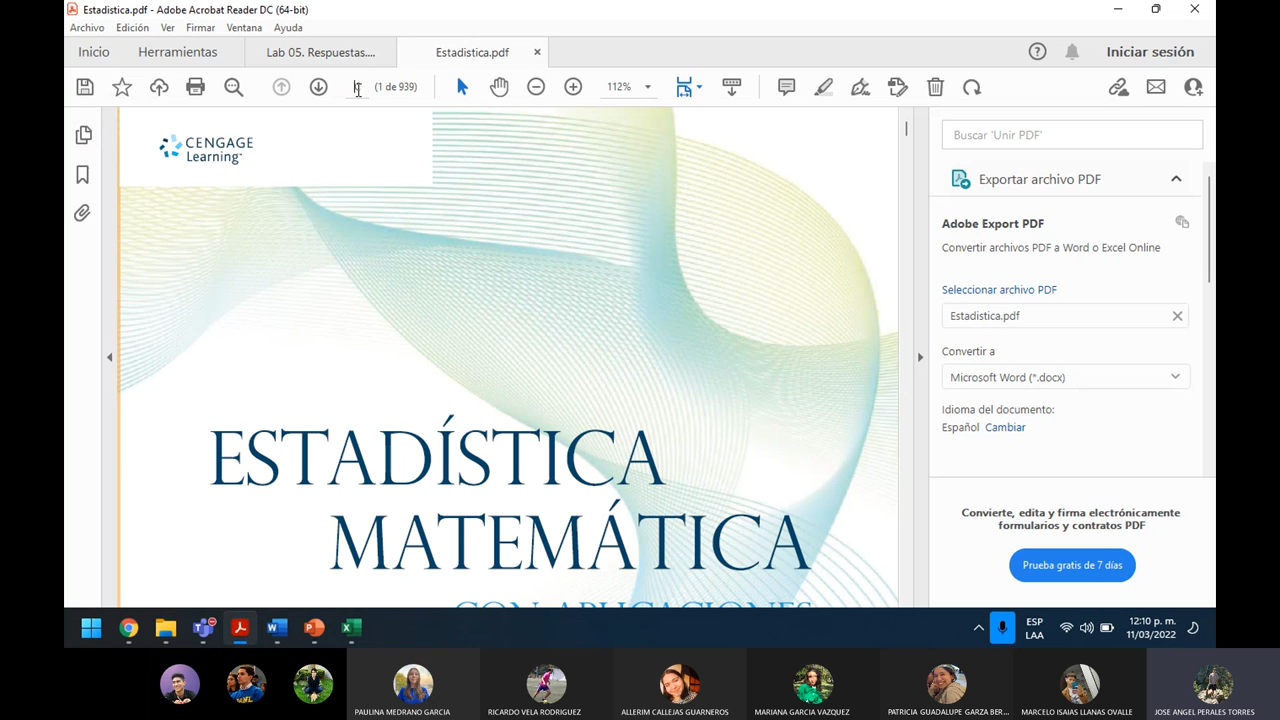 Estadistica.pdf - Adobe Acrobat Reader DC (64-bit)
Archivo Edición Ver Firmar Ventana Ayuda
Inicio Herramientas Lab 05. Respuestas.... Estadistica.pdf Iniciar sesión
(1 de 939) 112%
CENGAGE
Learning™
Buscar 'Unir PDF'
Exportar archivo PDF
Adobe Export PDF
Convertir archivos PDF a Word o Excel Online
Seleccionar archivo PDF
Estadistica.pdf
Convertir a
Microsoft Word (*.docx)
Idioma del documento:
Español Cambiar
ESTADÍSTICA
MATEMÁTICA
CON APLICACIONES
Convierte, edita y firma electrónicamente
formularios y contratos PDF
Prueba gratis de 7 días
ESP
LAA
12:10 p. m.
11/03/2022
PAULINA MEDRANO GARCIA
RICARDO VELA RODRIGUEZ
ALLERIM CALLEJAS GUARNEROS
MARIANA GARCIA VAZQUEZ
PATRICIA GUADALUPE GARZA BER...
MARCELO ISAIAS LLANAS OVALLE
JOSE ANGEL PERALES TORRES